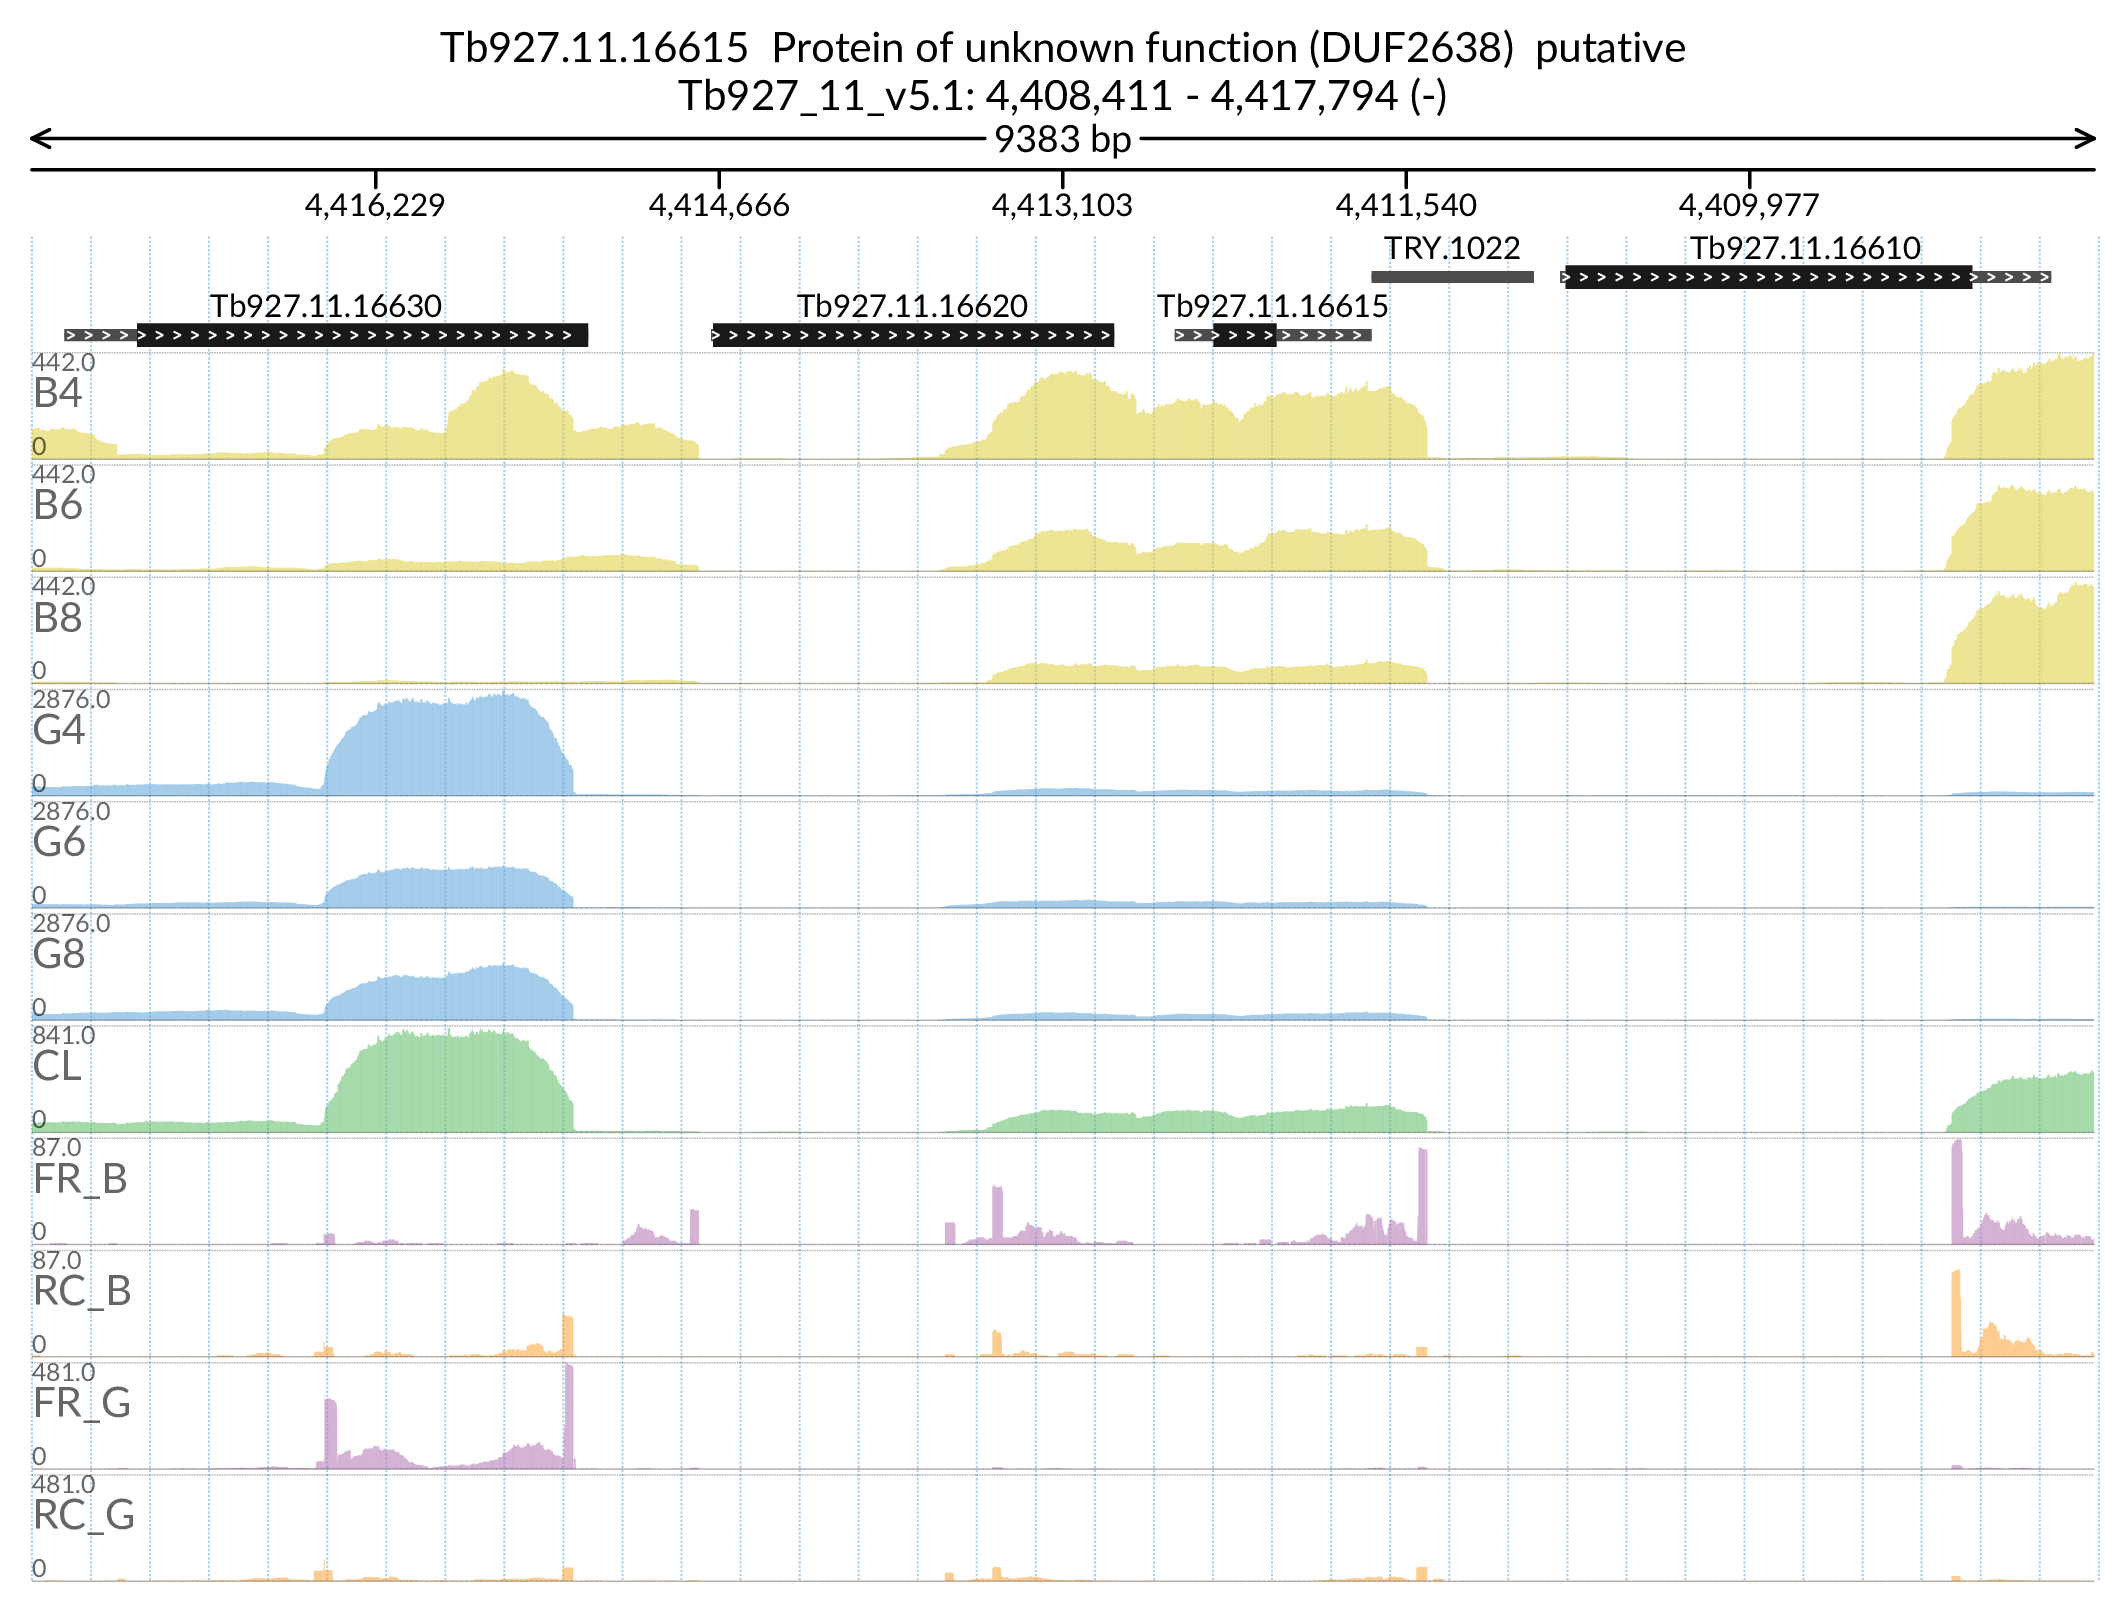 Tb927.11.16615 Protein of unknown function (DUF2638) putative
Tb927_11_v5.1: 4,408,411 - 4,417,794 (-)
9383 bp
4,416,229 4,414,666 4,413,103 4,411,540 4,409,977
TRY.1022 Tb927.11.16610
Tb927.11.16630 Tb927.11.16620 Tb927.11.16615
442.0
B4
0
442.0
B6
0
442.0
B8
0
2876.0
G4
0
2876.0
G6
0
2876.0
G8
0
841.0
CL
0
87.0
FR_B
0
87.0
RC_B
0
481.0
FR_G
0
481.0
RC_G
0